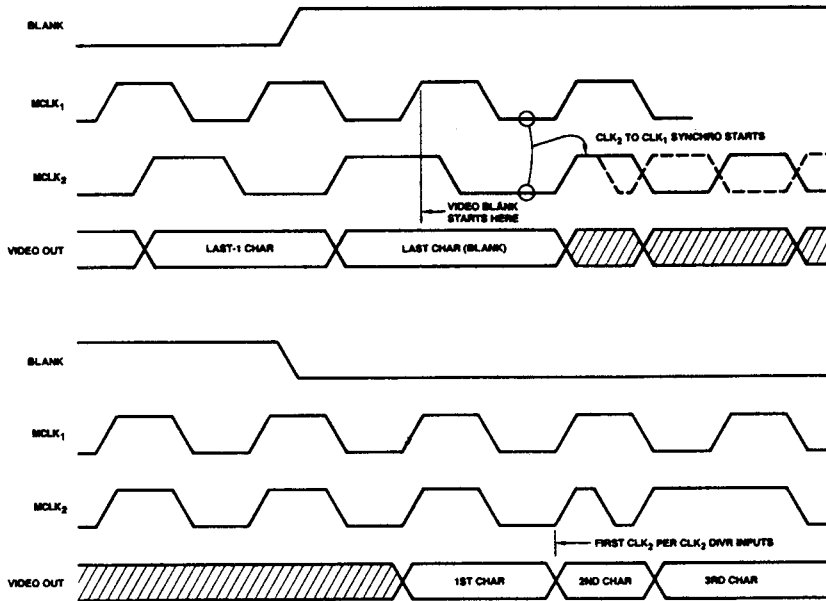 BLANK
MCLK₁
CLK₂ TO CLK₁ SYNCHRO STARTS
MCLK₂
VIDEO BLANK
STARTS HERE
VIDEO OUT
LAST-1 CHAR
LAST CHAR (BLANK)
BLANK
MCLK₁
MCLK₂
FIRST CLK₂ PER CLK₂ DIVR INPUTS
VIDEO OUT
1ST CHAR
2ND CHAR
3RD CHAR